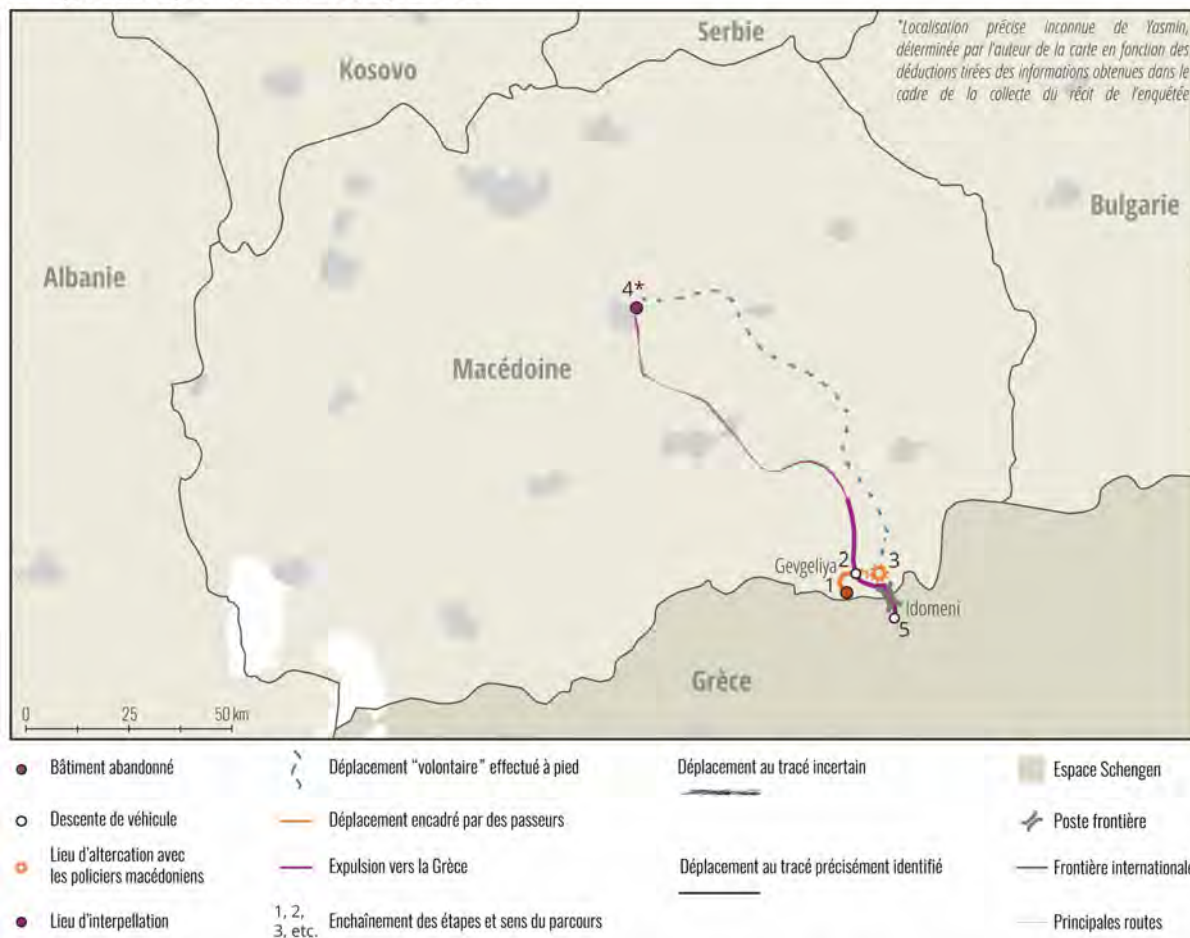 Serbie
*Localisation précise inconnue de Yasmin,
déterminée par l'auteur de la carte en fonction des
déductions tirées des informations obtenues dans le
cadre de la collecte du récit de l'enquêtée
Kosovo
Bulgarie
Albanie
4*
Macédoine
Gevgeliya
2
3
1
Idomeni
5
Grèce
0 25 50 km
Bâtiment abandonné
Descente de véhicule
Lieu d'altercation avec
les policiers macédoniens
Lieu d'interpellation
Déplacement "volontaire" effectué à pied
Déplacement encadré par des passeurs
Expulsion vers la Grèce
1, 2,
3, etc.
Enchaînement des étapes et sens du parcours
Déplacement au tracé incertain
Déplacement au tracé précisément identifié
Espace Schengen
Poste frontière
Frontière internationale
Principales routes